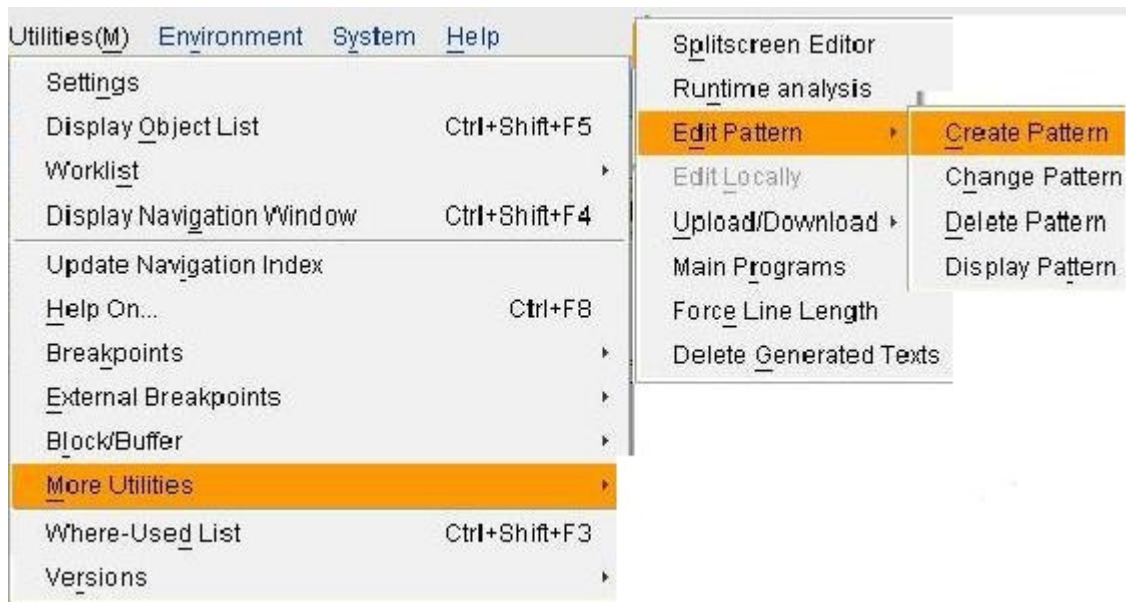 Utilities(M) Environment System Help
Settings
Display Object List Ctrl+Shift+F5
Worklist
Display Navigation Window Ctrl+Shift+F4
Update Navigation Index
Help On... Ctrl+F8
Breakpoints
External Breakpoints
Block/Buffer
More Utilities
Where-Used List Ctrl+Shift+F3
Versions
Splitscreen Editor
Runtime analysis
Edit Pattern
Edit Locally
Upload/Download
Main Programs
Force Line Length
Delete Generated Texts
Create Pattern
Change Pattern
Delete Pattern
Display Pattern